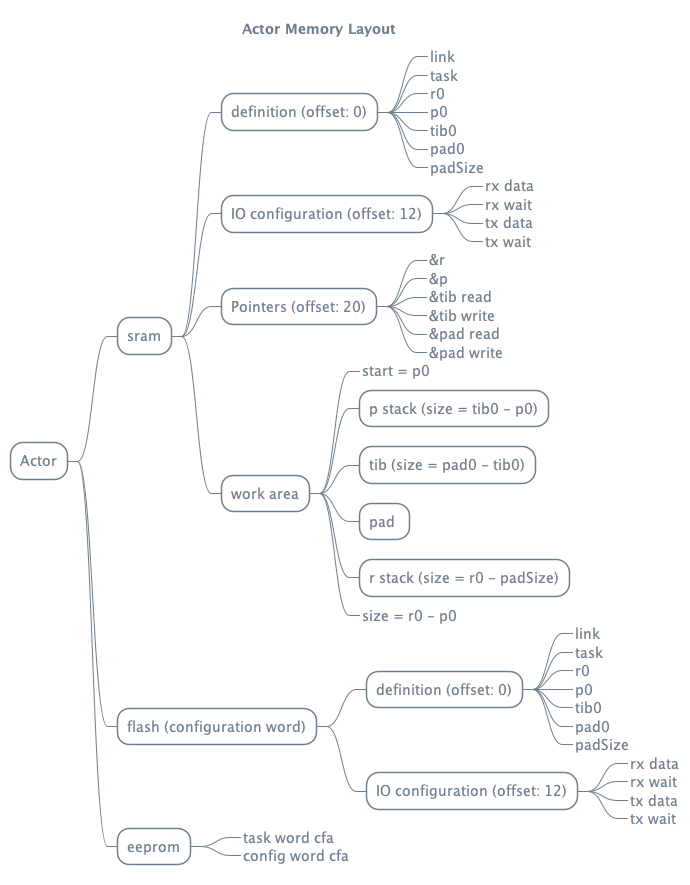 Actor Memory Layout
Actor
sram
definition (offset: 0)
link
task
r0
p0
tib0
pad0
padSize
IO configuration (offset: 12)
rx data
rx wait
tx data
tx wait
Pointers (offset: 20)
&r
&p
&tib read
&tib write
&pad read
&pad write
work area
start = p0
p stack (size = tib0 – p0)
tib (size = pad0 – tib0)
pad
r stack (size = r0 – padSize)
size = r0 – p0
flash (configuration word)
definition (offset: 0)
link
task
r0
p0
tib0
pad0
padSize
IO configuration (offset: 12)
rx data
rx wait
tx data
tx wait
eeprom
task word cfa
config word cfa